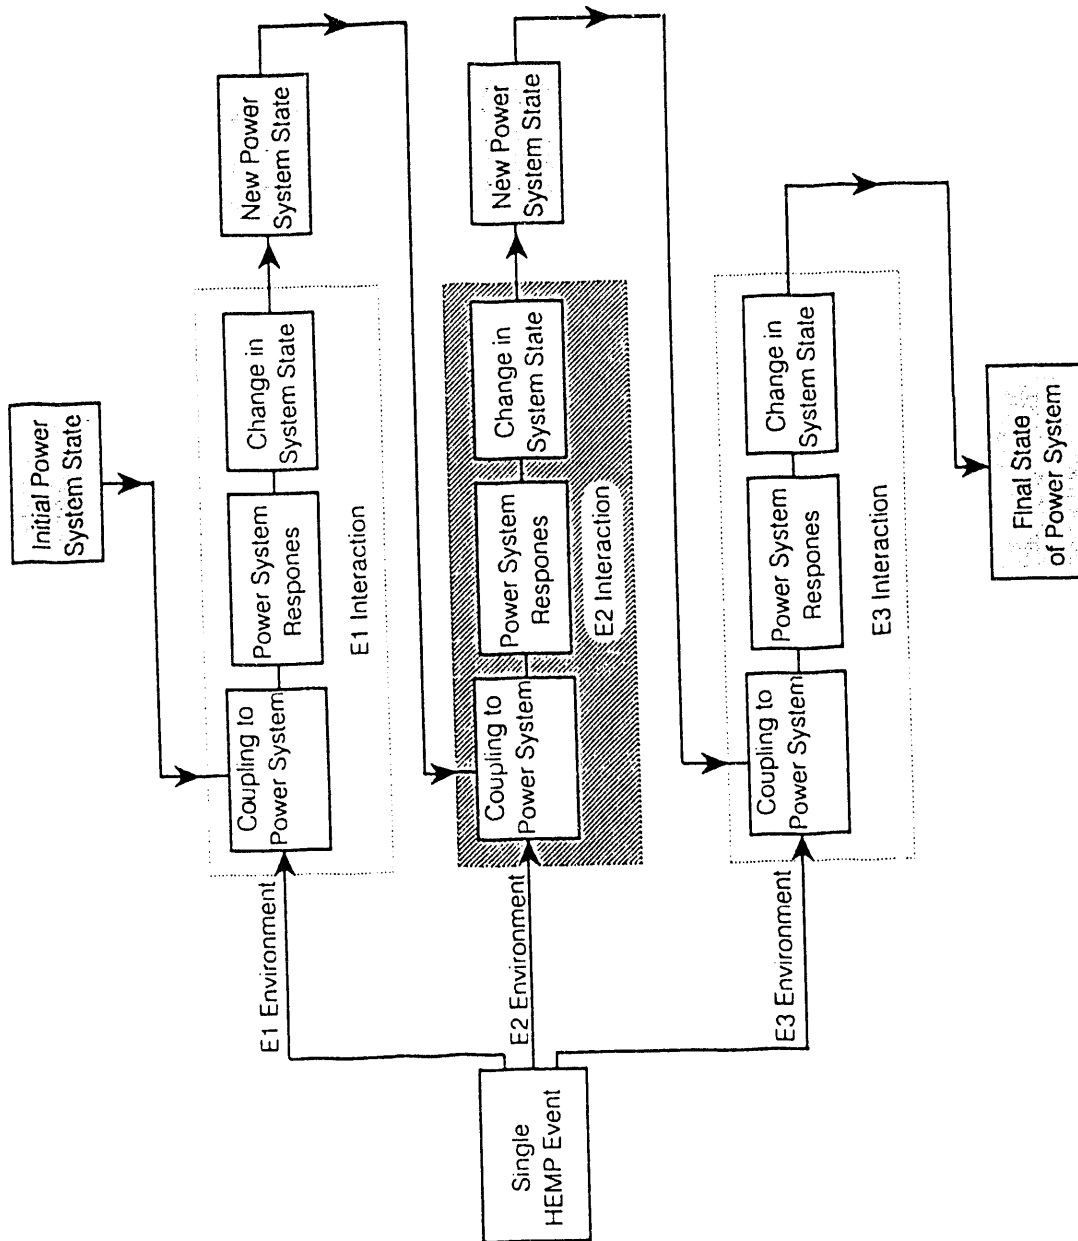 Initial Power
System State
E1 Environment
Coupling to
Power System
Power System
Respones
Change in
System State
E1 Interaction
New Power
System State
Single
HEMP Event
E2 Environment
Coupling to
Power System
Power System
Respones
Change in
System State
E2 Interaction
New Power
System State
E3 Environment
Coupling to
Power System
Power System
Respones
Change in
System State
E3 Interaction
Final State
of Power System